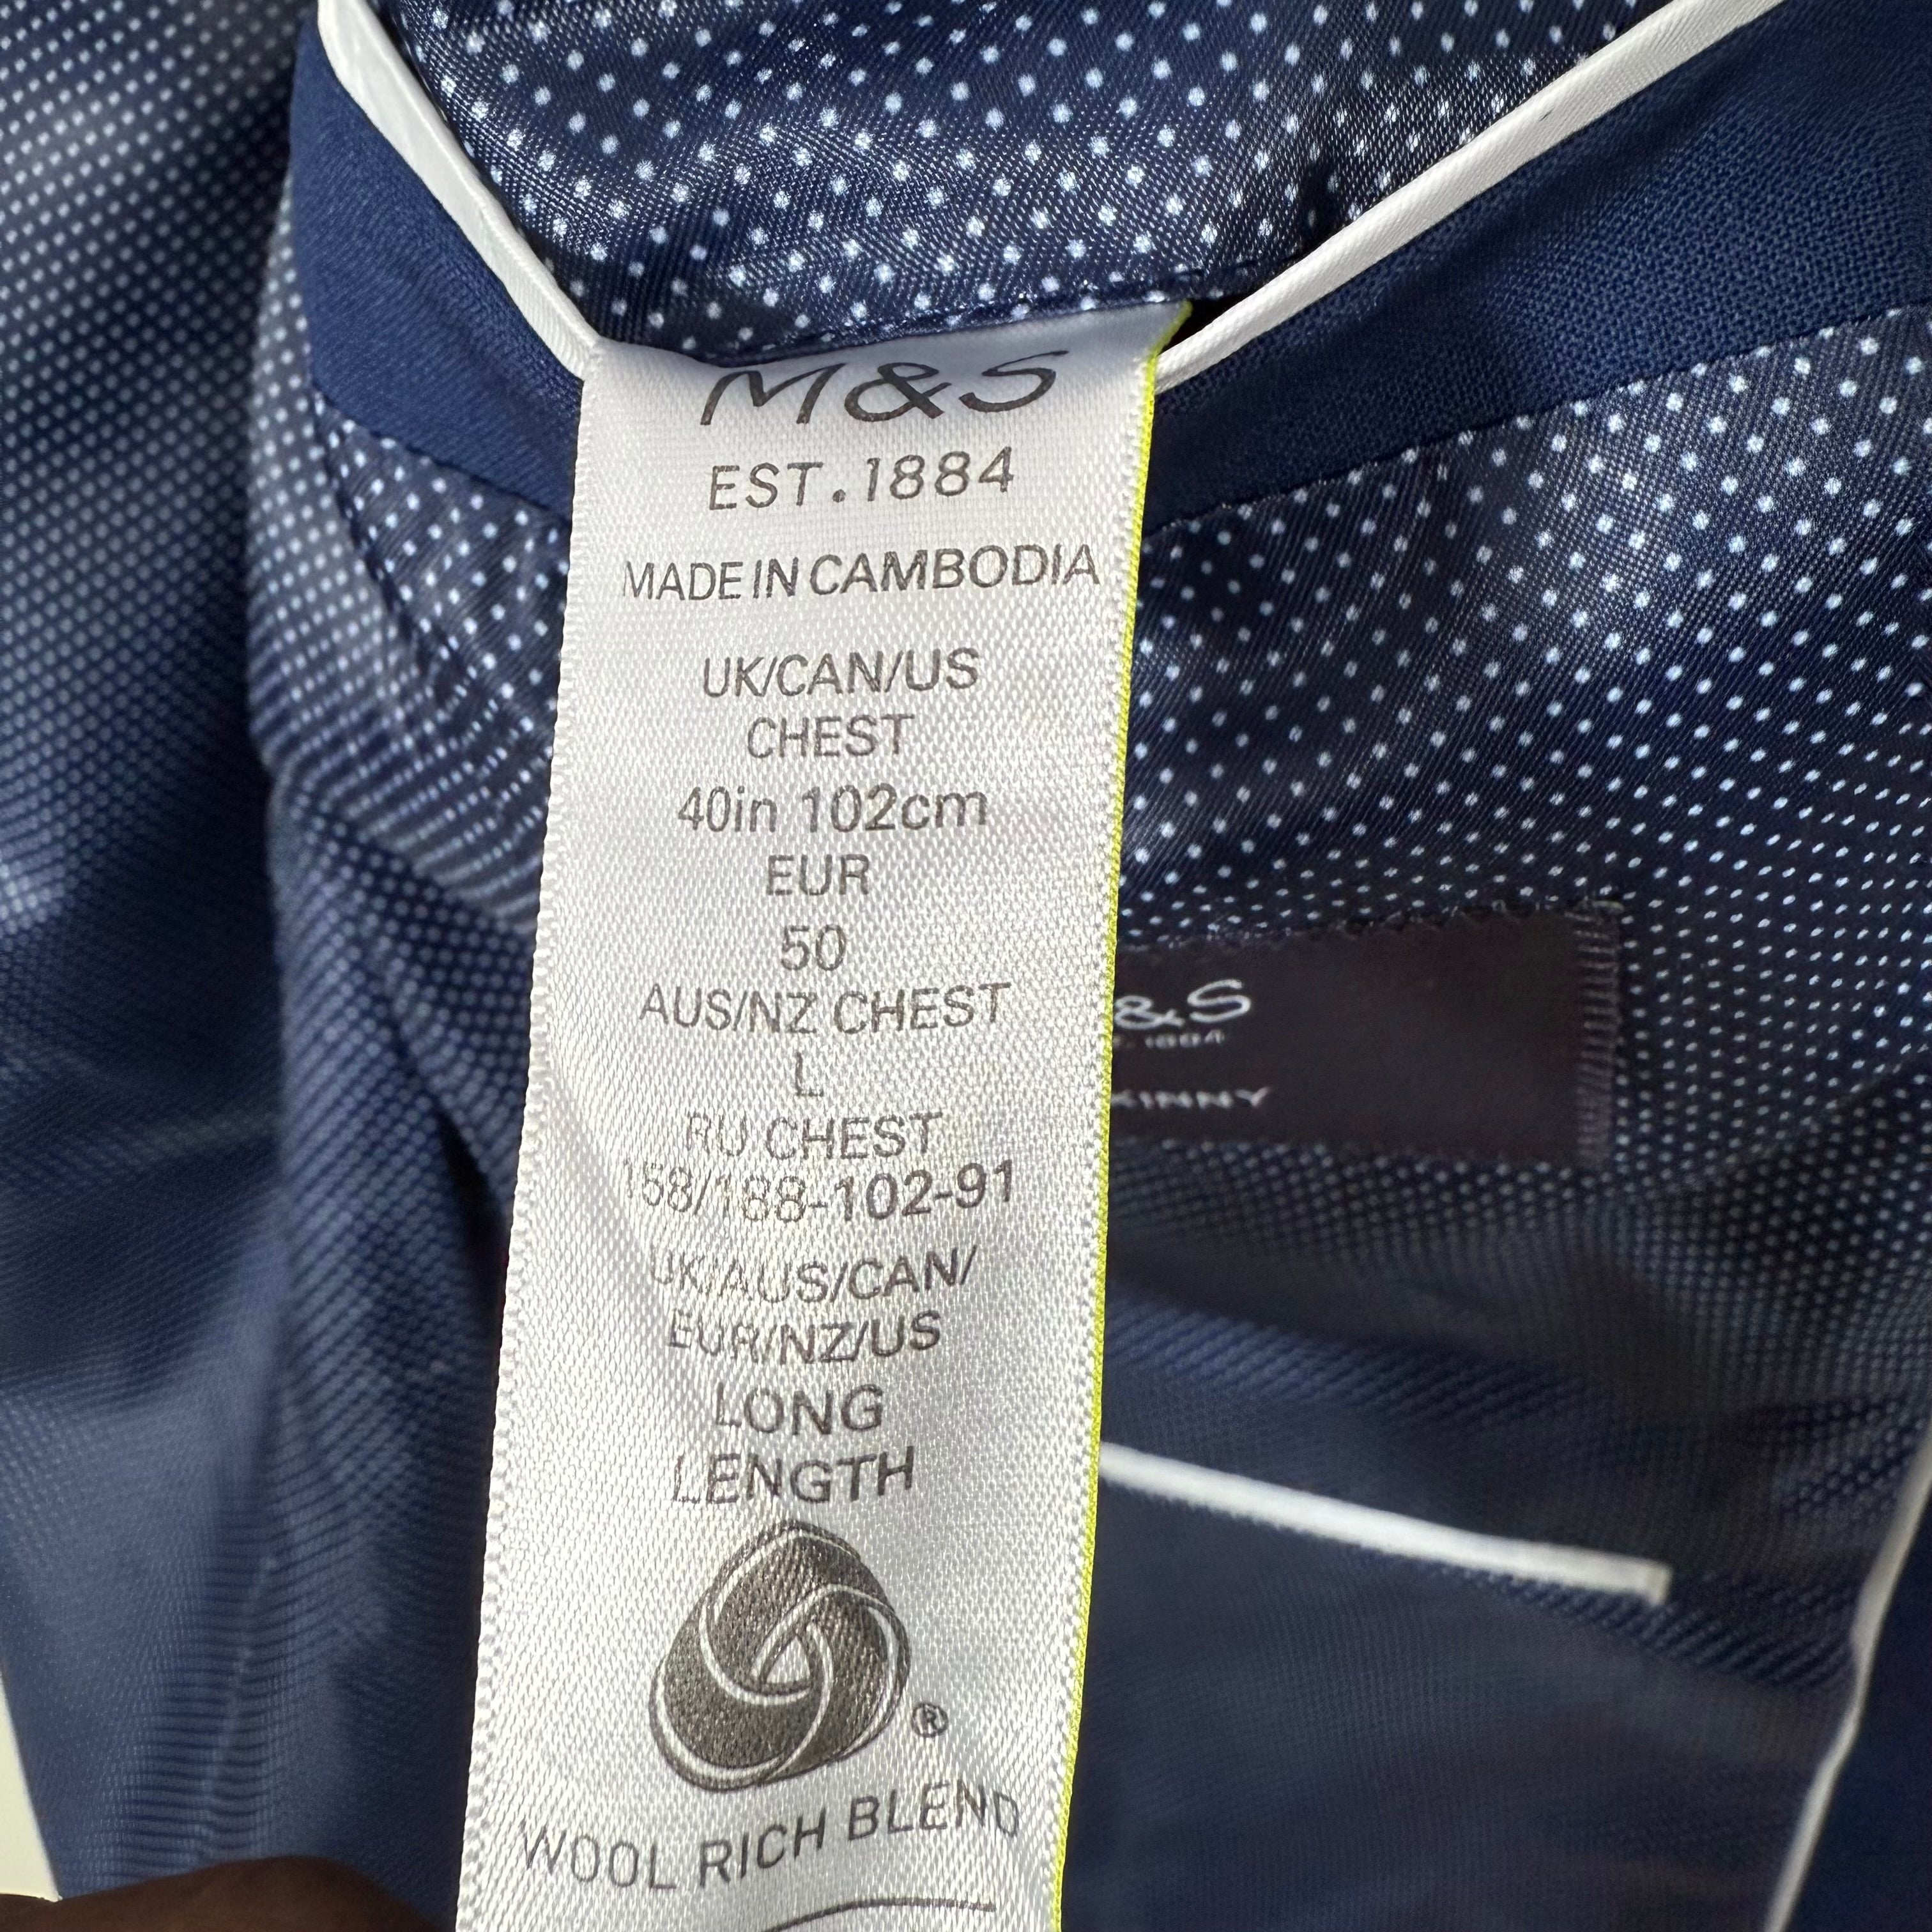 M&S
EST.1884
MADE IN CAMBODIA
UK/CAN/US
CHEST
40in 102cm
EUR
50
AUS/NZ CHEST
L
RU CHEST
158/188-102-91
UK/AUS/CAN/
EUR/NZ/US
LONG
LENGTH
®
WOOL RICH BLEND
&S
1884
KINNY